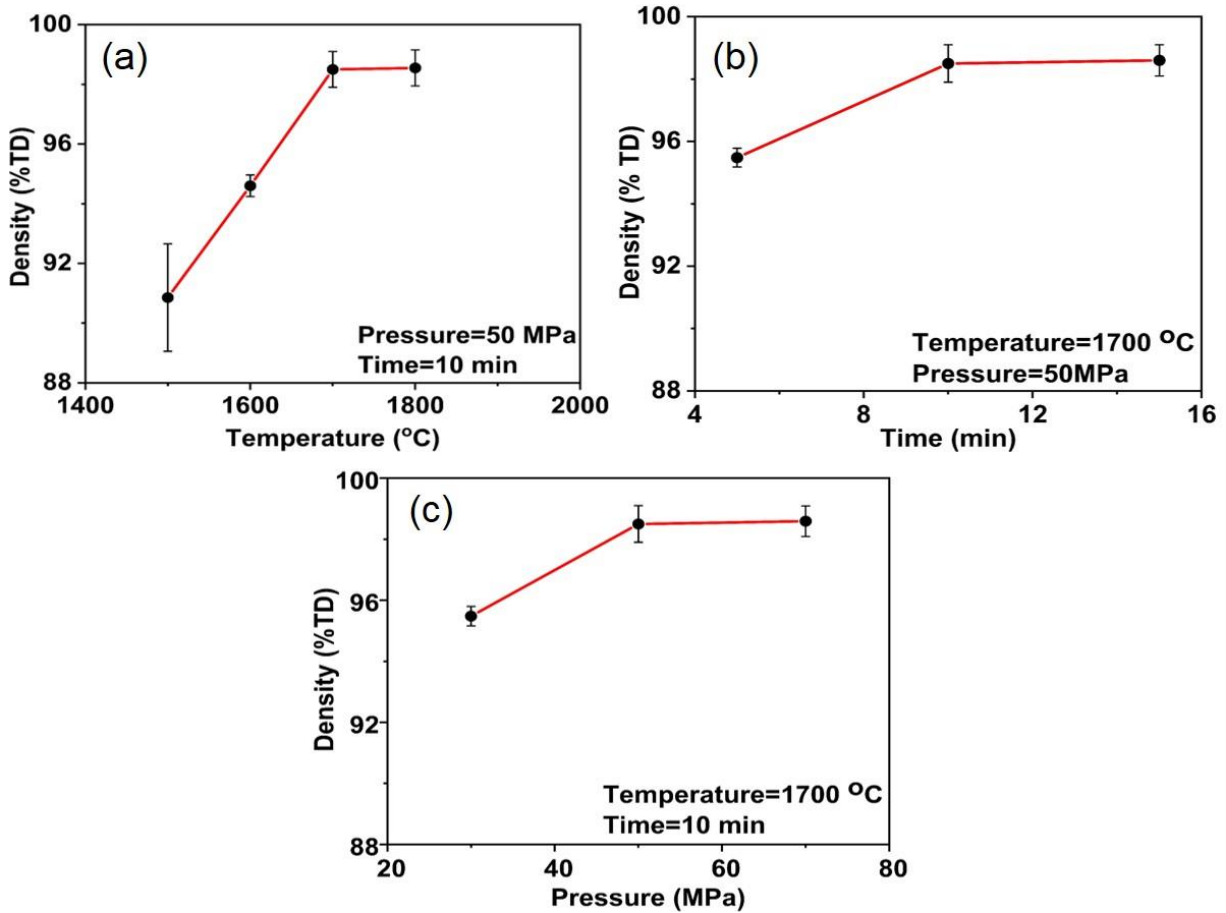 (a)
Density (%TD)
100
96
92
88
1400
1600
1800
2000
Temperature (°C)
Pressure=50 MPa
Time=10 min
(b)
Density (% TD)
100
96
92
88
4
8
12
16
Time (min)
Temperature=1700 °C
Pressure=50MPa
(c)
Density (%TD)
100
96
92
88
20
40
60
80
Pressure (MPa)
Temperature=1700 °C
Time=10 min